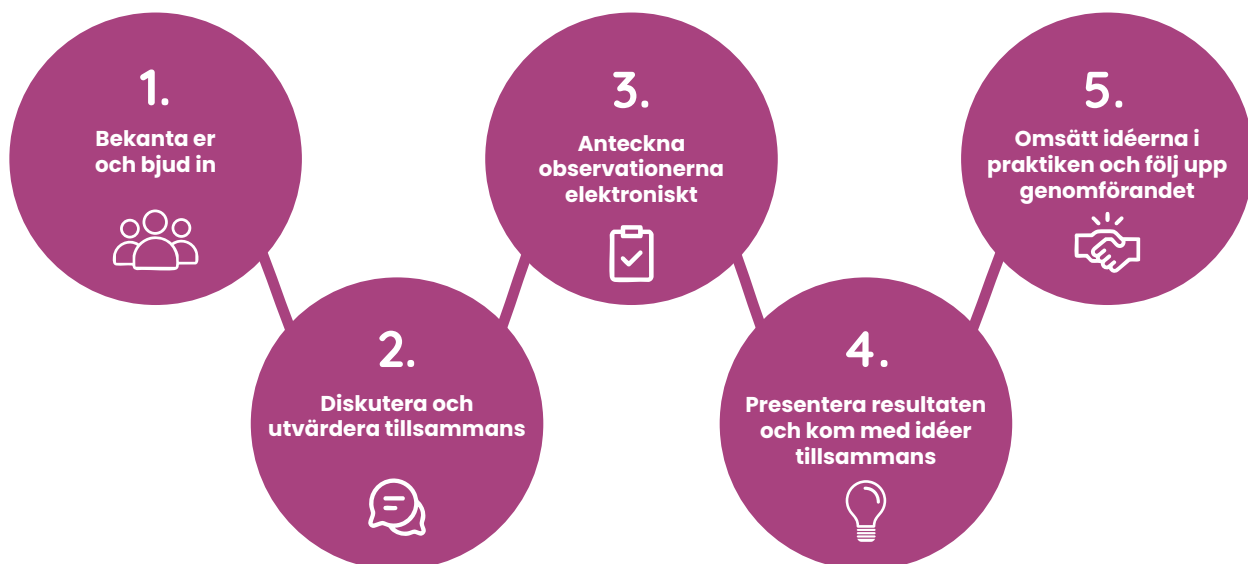 1.
Bekanta er
och bjud in
2.
Diskutera och
utvärdera tillsammans
3.
Anteckna
observationerna
elektroniskt
4.
Presentera resultaten
och kom med idéer
tillsammans
5.
Omsätt idéerna i
praktiken och följ upp
genomförandet